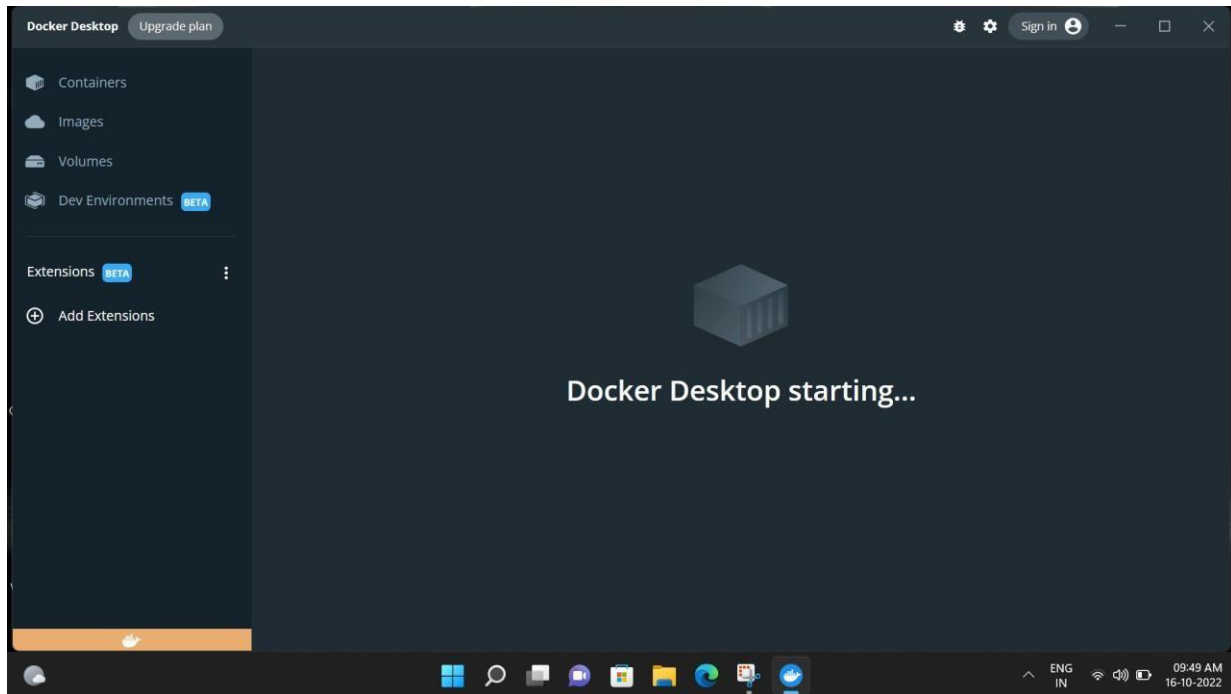 Docker Desktop Upgrade plan Sign in
Containers
Images
Volumes
Dev Environments BETA
Extensions BETA
Add Extensions
Docker Desktop starting...
ENG
IN
09:49 AM
16-10-2022